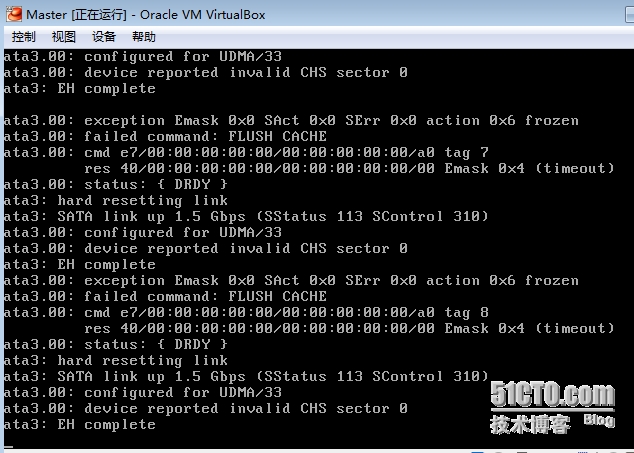 Master [正在运行] - Oracle VM VirtualBox
控制 视图 设备 帮助
ata3.00: configured for UDMA/33
ata3.00: device reported invalid CHS sector 0
ata3: EH complete
ata3.00: exception Emask 0x0 SAct 0x0 SErr 0x0 action 0x6 frozen
ata3.00: failed command: FLUSH CACHE
ata3.00: cmd e7/00:00:00:00:00/00:00:00:00:00/a0 tag 7
res 40/00:00:00:00:00/00:00:00:00:00/00 Emask 0x4 (timeout)
ata3.00: status: { DRDY }
ata3: hard resetting link
ata3: SATA link up 1.5 Gbps (SStatus 113 SControl 310)
ata3.00: configured for UDMA/33
ata3.00: device reported invalid CHS sector 0
ata3: EH complete
ata3.00: exception Emask 0x0 SAct 0x0 SErr 0x0 action 0x6 frozen
ata3.00: failed command: FLUSH CACHE
ata3.00: cmd e7/00:00:00:00:00/00:00:00:00:00/a0 tag 8
res 40/00:00:00:00:00/00:00:00:00:00/00 Emask 0x4 (timeout)
ata3.00: status: { DRDY }
ata3: hard resetting link
ata3: SATA link up 1.5 Gbps (SStatus 113 SControl 310)
ata3.00: configured for UDMA/33
ata3.00: device reported invalid CHS sector 0
ata3: EH complete
51CTO.com
技术博客 Blog